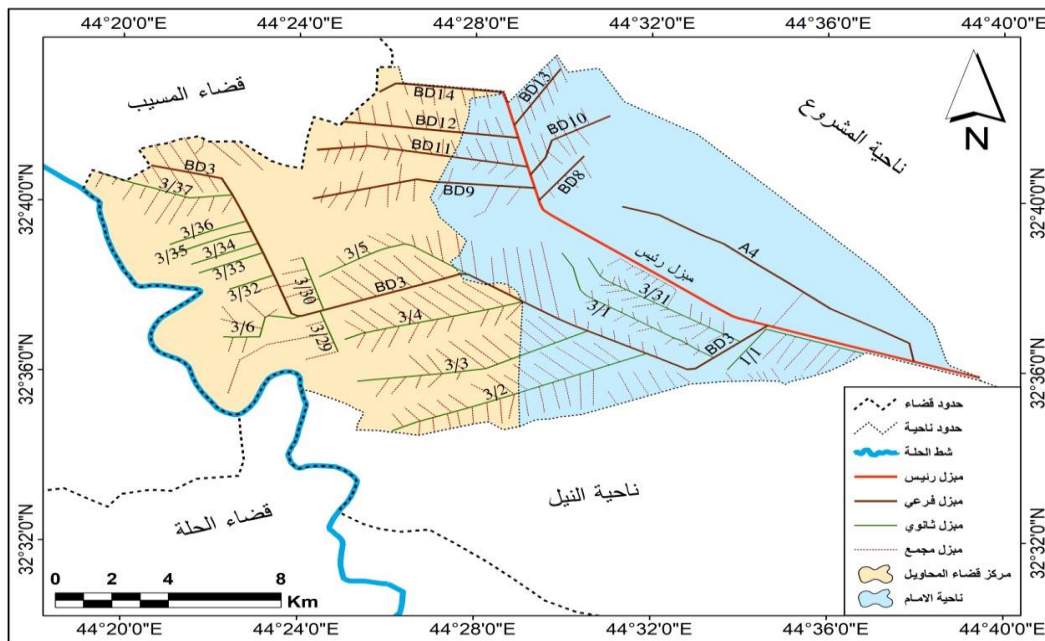 44°20'0"E
44°24'0"E
44°28'0"E
44°32'0"E
44°36'0"E
44°40'0"E
قضاء المسيب
ناحية المشروع
N
BD14
BD13
BD12
BD10
BD11
BD3
BD8
BD9
3/37
32°40'0"N
32°40'0"N
3/36
3/35
3/34
3/33
3/32
3/5
3/30
A4
مبزل رئيس
BD3
3/31
3/1
3/6
3/4
3/29
BD3
1/1
3/3
3/2
32°36'0"N
32°36'0"N
حدود قضاء
حدود ناحية
شط الحلة
مبزل رئيس
مبزل فرعي
مبزل ثانوي
مبزل مجمع
مركز قضاء المحاويل
ناحية الامام
ناحية النيل
قضاء الحلة
32°32'0"N
32°32'0"N
0 2 4 8
Km
44°20'0"E
44°24'0"E
44°28'0"E
44°32'0"E
44°36'0"E
44°40'0"E